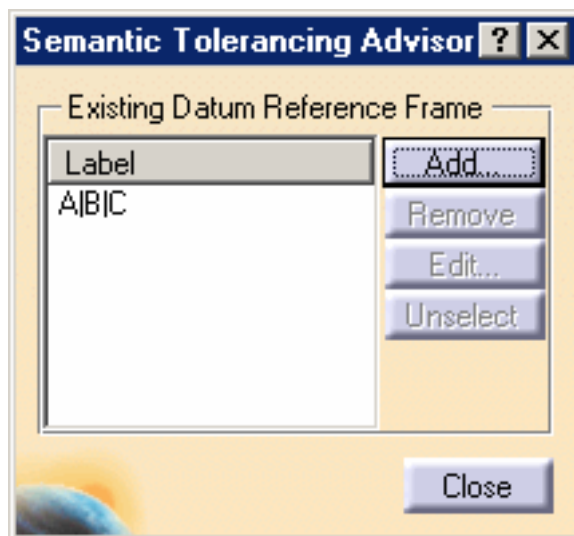 Semantic Tolerancing Advisor ? X
Existing Datum Reference Frame
Label
Add...
A|B|C
Remove
Edit...
Unselect
Close